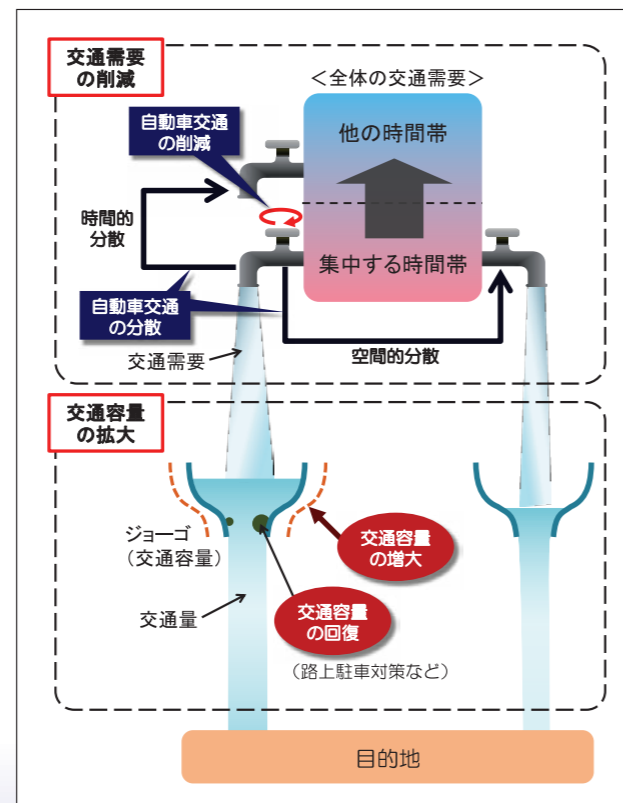 交通需要
の削減
＜全体の交通需要＞
自動車交通
の削減
他の時間帯
時間的
分散
集中する時間帯
自動車交通
の分散
交通需要
空間的分散
交通容量
の拡大
ジョーゴ
（交通容量）
交通容量
の増大
交通量
交通容量
の回復
（路上駐車対策など）
目的地